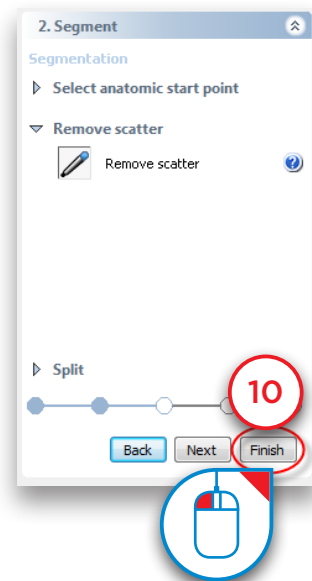 2. Segment
Segmentation
Select anatomic start point
Remove scatter
Remove scatter
?
Split
10
Back Next Finish